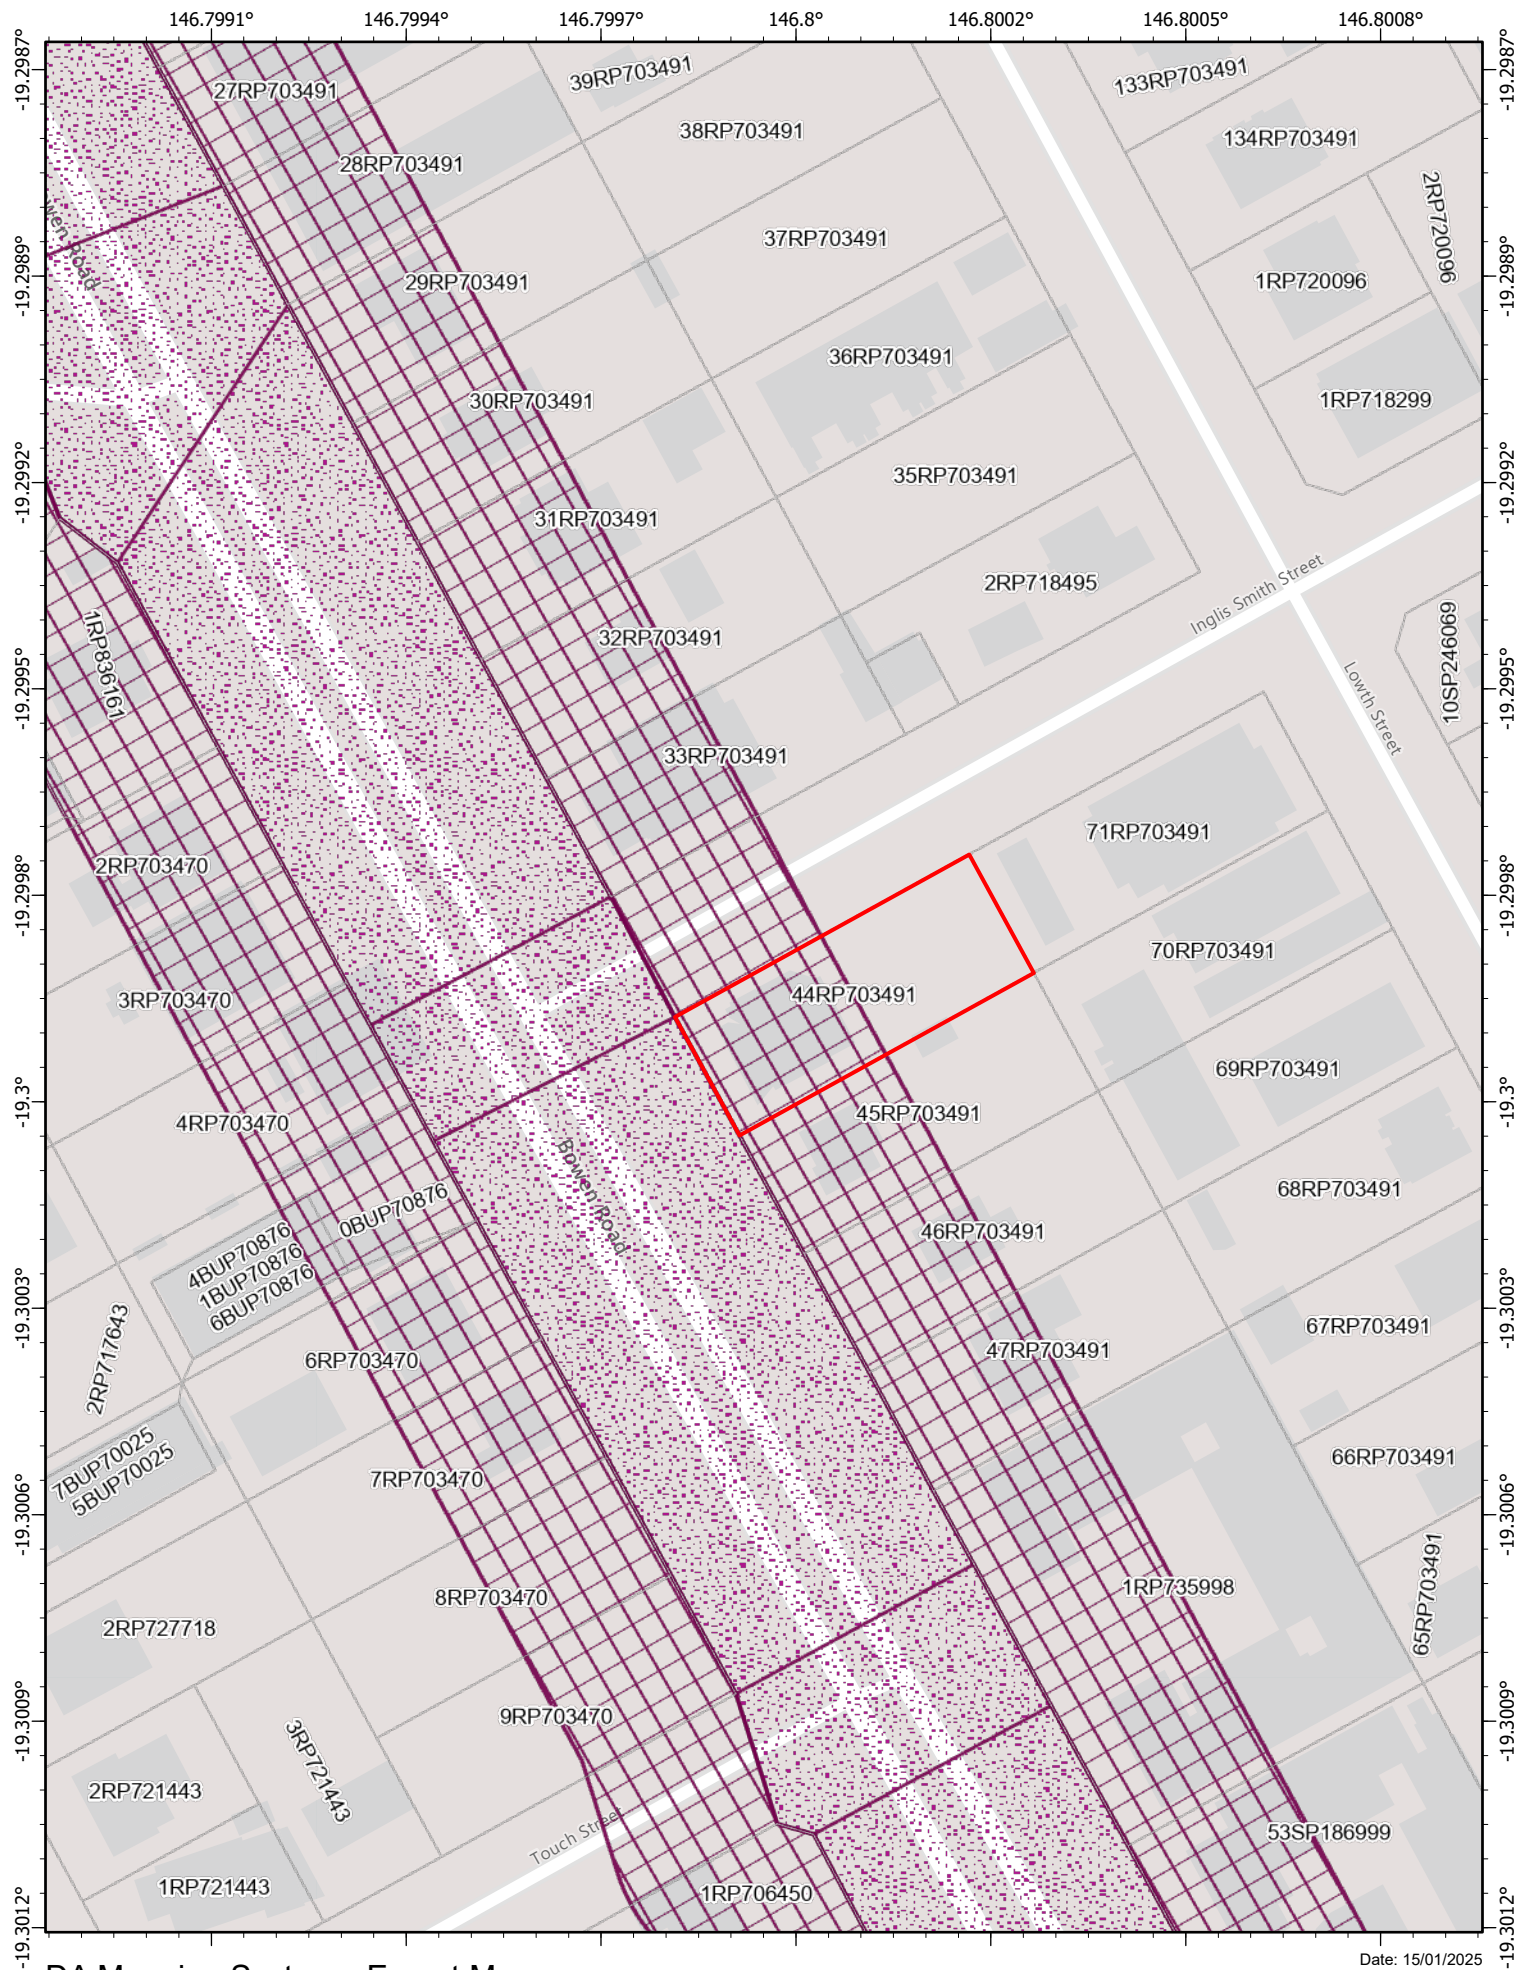 146.7991°
146.7994°
146.7997°
146.8°
146.8002°
146.8005°
146.8008°
-19.2987°
-19.2987°
-19.2989°
-19.2989°
-19.2992°
-19.2992°
-19.2995°
-19.2995°
-19.2998°
-19.2998°
-19.3°
-19.3°
-19.3003°
-19.3003°
-19.3006°
-19.3006°
-19.3009°
-19.3009°
-19.3012°
-19.3012°
27RP703491
39RP703491
133RP703491
28RP703491
38RP703491
134RP703491
2RP720096
wen Road
37RP703491
29RP703491
1RP720096
36RP703491
30RP703491
1RP718299
35RP703491
31RP703491
2RP718495
Inglis Smith Street
1RP836161
32RP703491
10SP246069
Lowth Street
33RP703491
71RP703491
2RP703470
70RP703491
44RP703491
3RP703470
69RP703491
45RP703491
4RP703470
Bowen Road
68RP703491
0BUP70876
46RP703491
4BUP70876
1BUP70876
6BUP70876
67RP703491
2RP717643
6RP703470
47RP703491
66RP703491
7BUP70025
5BUP70025
7RP703470
65RP703491
1RP735998
8RP703470
2RP727718
9RP703470
3RP721443
2RP721443
Touch Street
53SP186999
1RP721443
1RP706450
Date: 15/01/2025